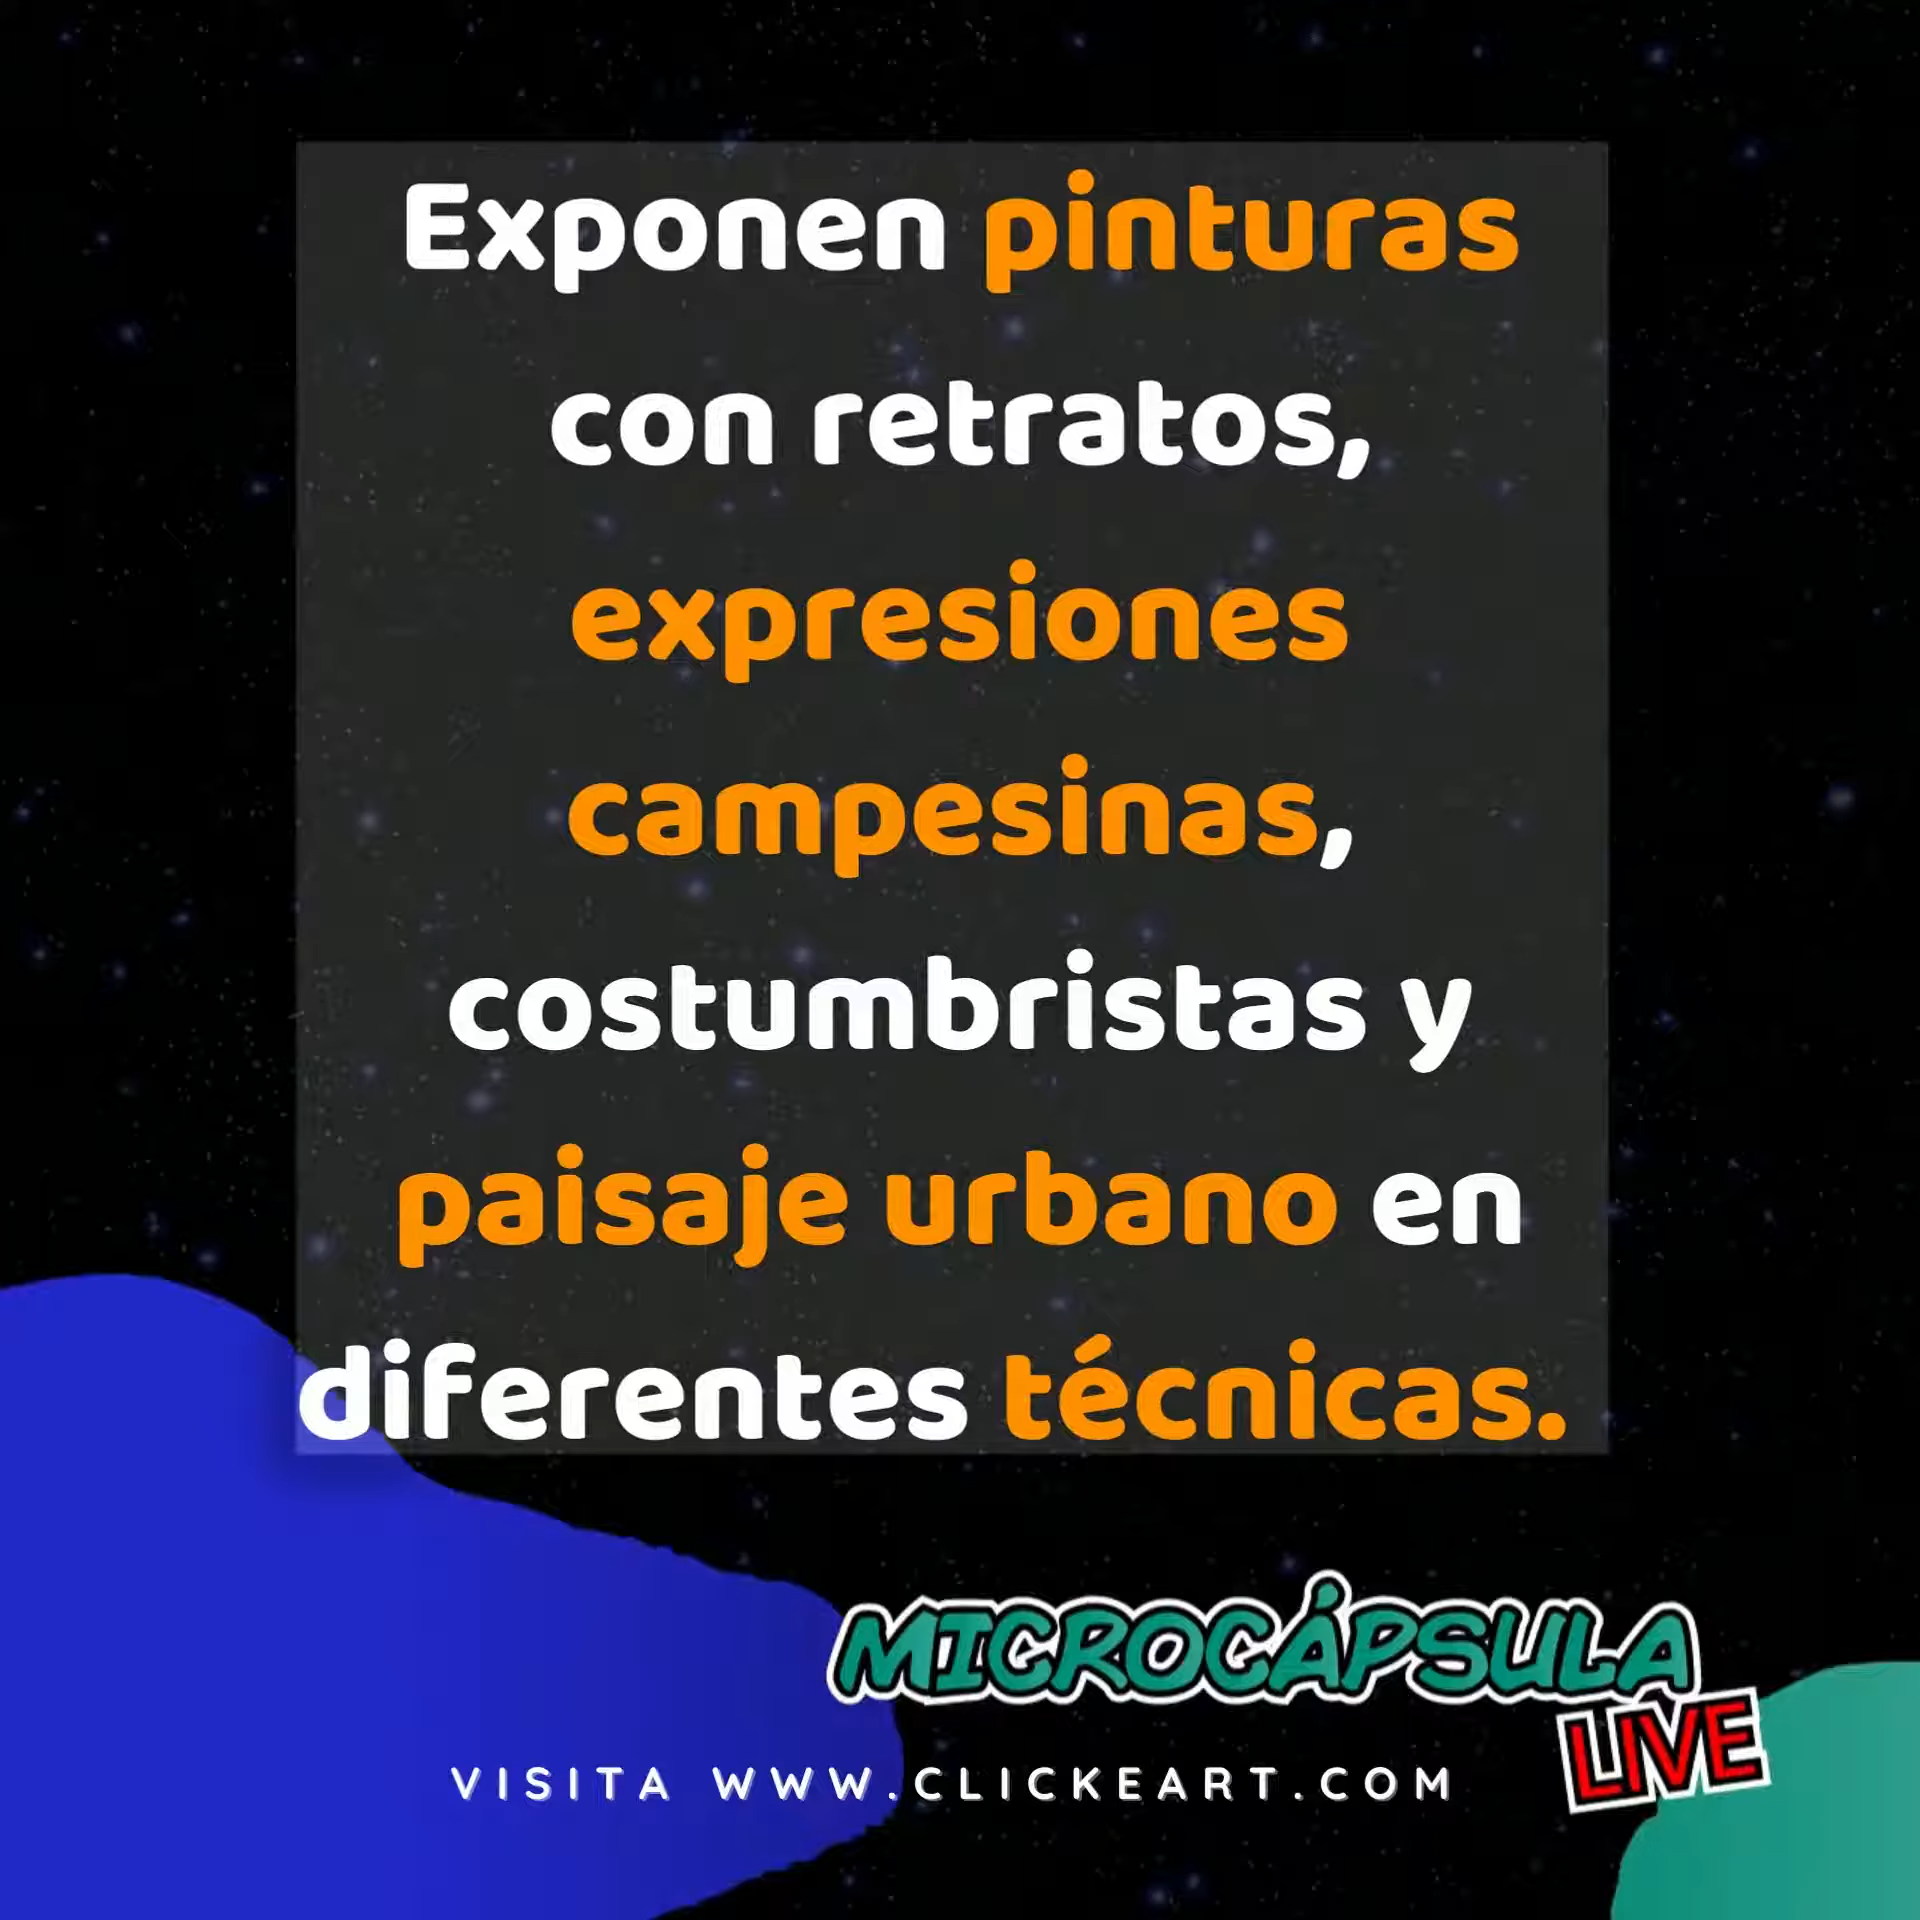 Exponen pinturas
con retratos,
expresiones
campesinas,
costumbristas y
paisaje urbano en
diferentes técnicas.
MICROCÁPSULA
LIVE
VISITA WWW.CLICKEART.COM